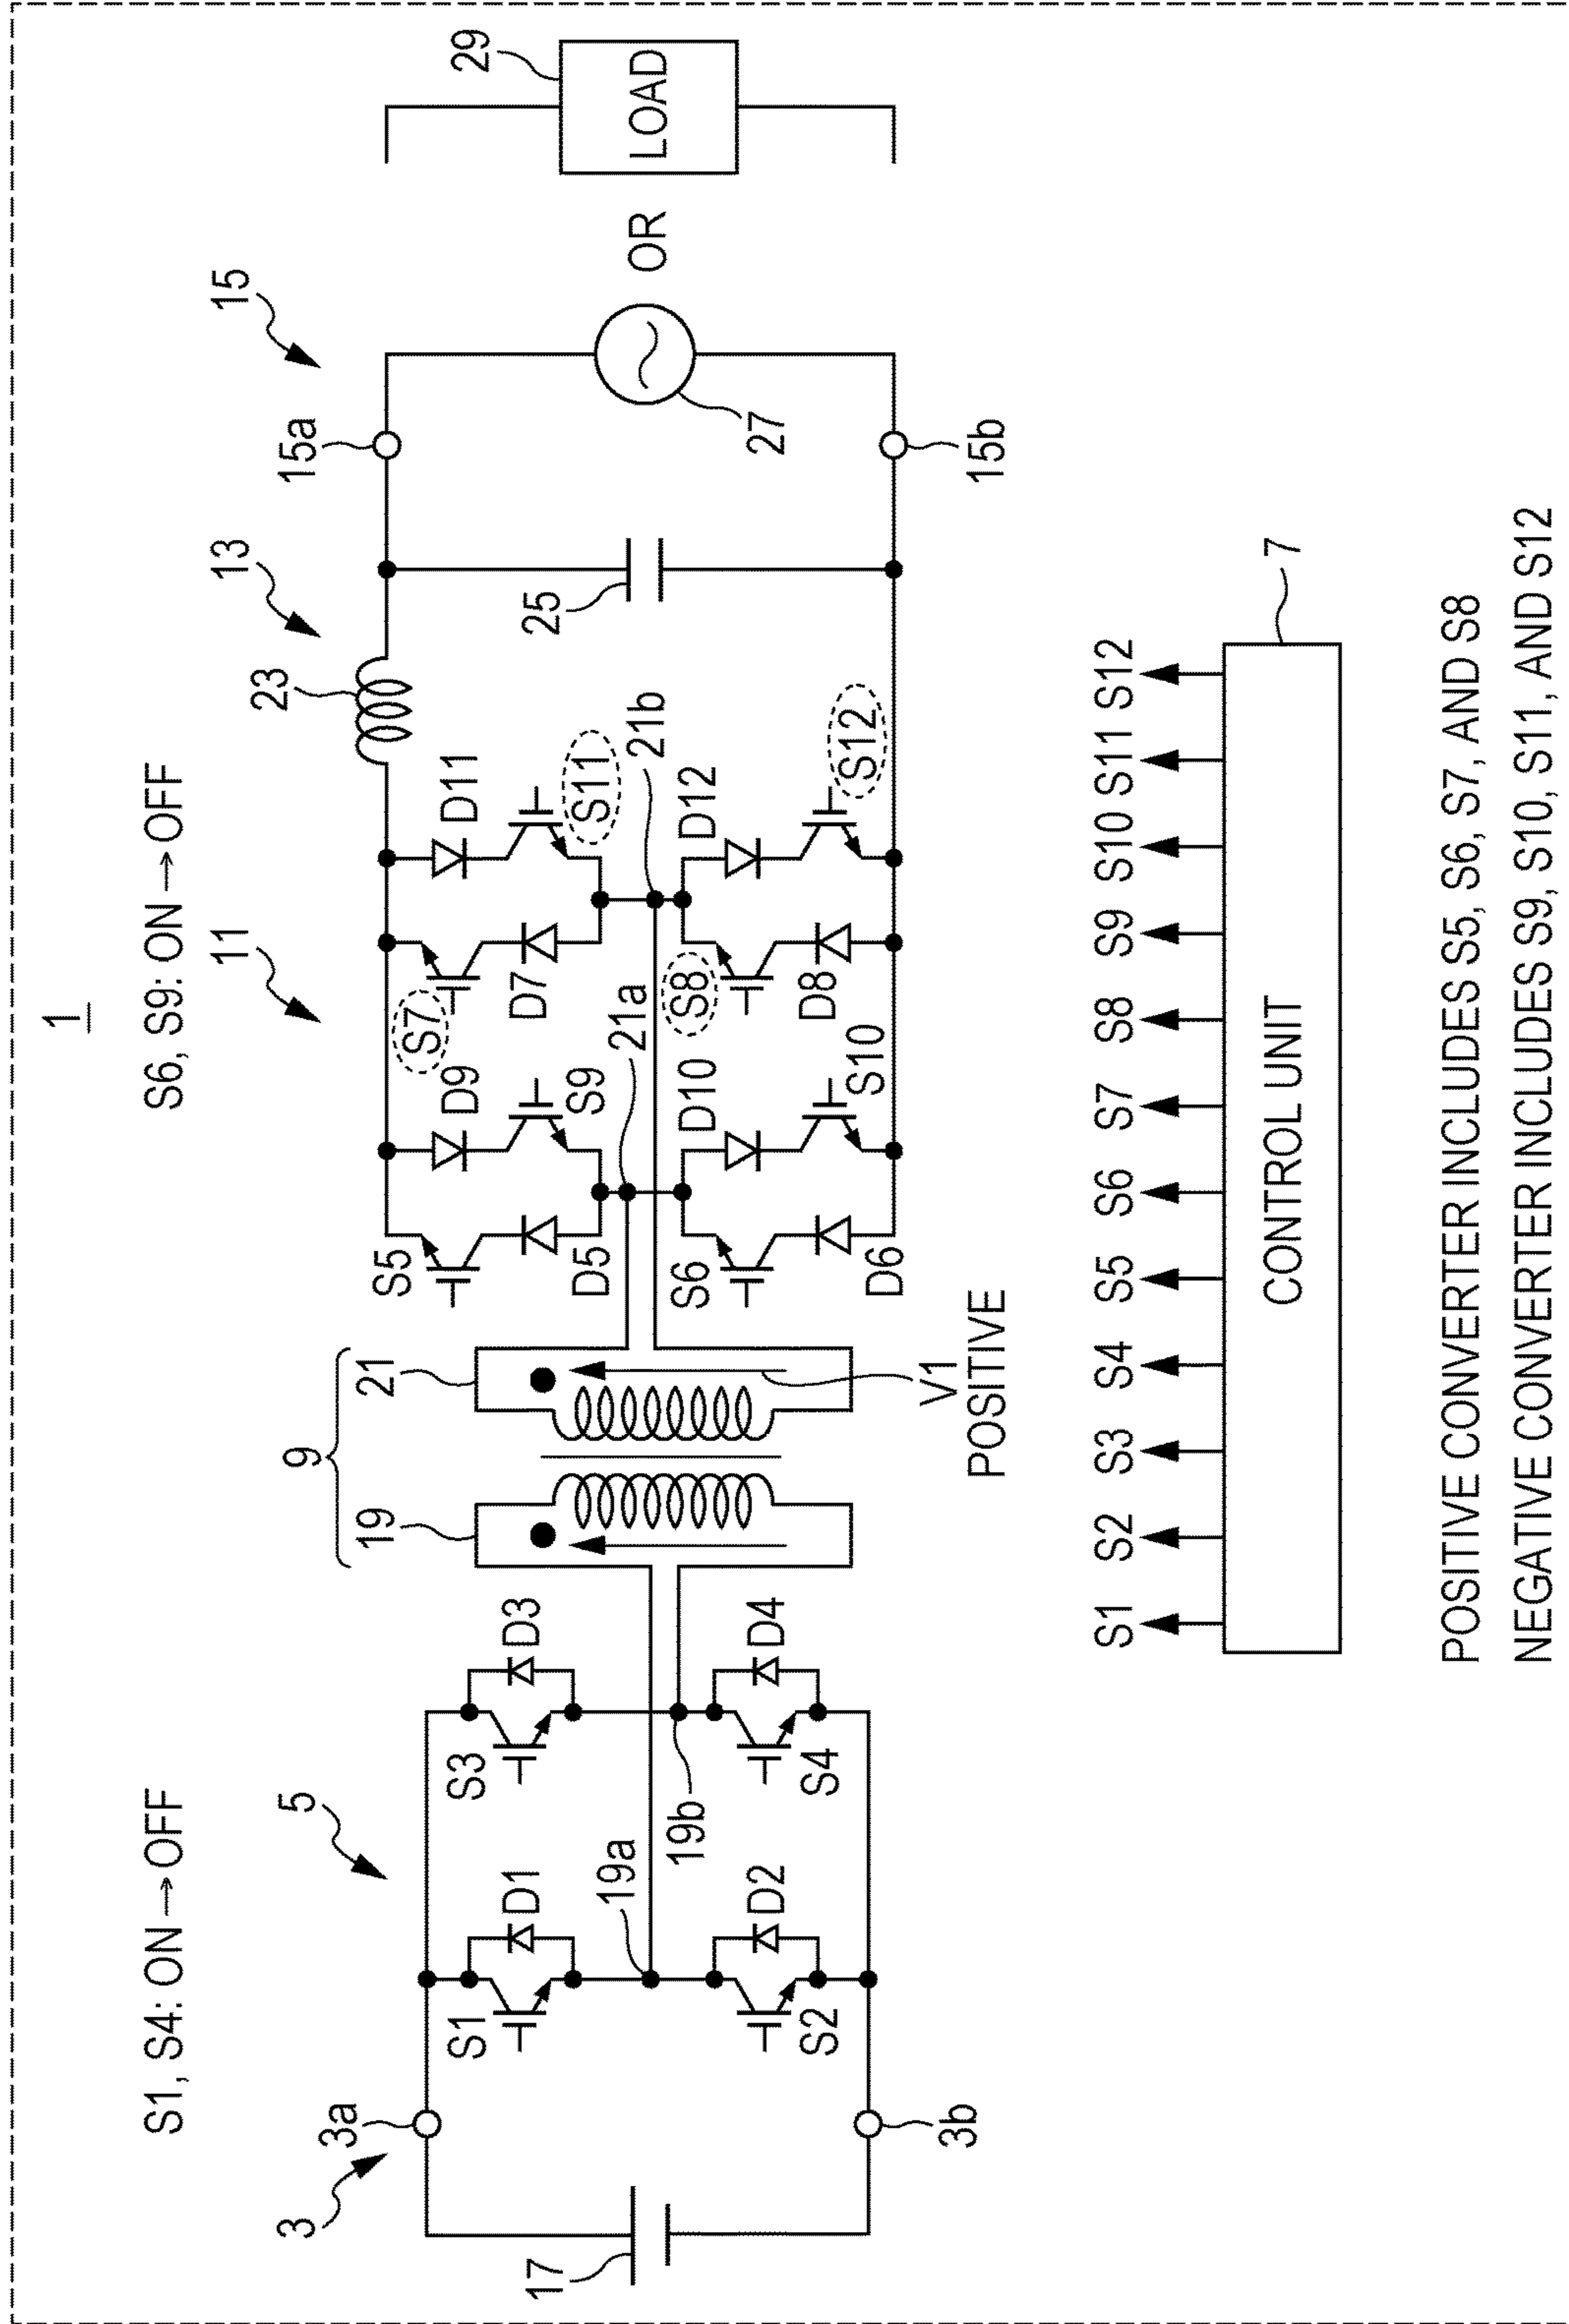 1
S1, S4: ON→OFF
S6, S9: ON→OFF
3
3a
3b
5
17
S1
D1
S2
D2
S3
D3
S4
D4
19a
19b
9
19
21
V1
POSITIVE
11
S5
D5
S6
D6
D9
S9
D10
S10
21a
S7
D7
S8
D8
D11
S11
D12
S12
21b
13
23
25
15
15a
15b
27
OR
29
LOAD
S1 S2 S3 S4 S5 S6 S7 S8 S9 S10 S11 S12
CONTROL UNIT
7
POSITIVE CONVERTER INCLUDES S5, S6, S7, AND S8
NEGATIVE CONVERTER INCLUDES S9, S10, S11, AND S12